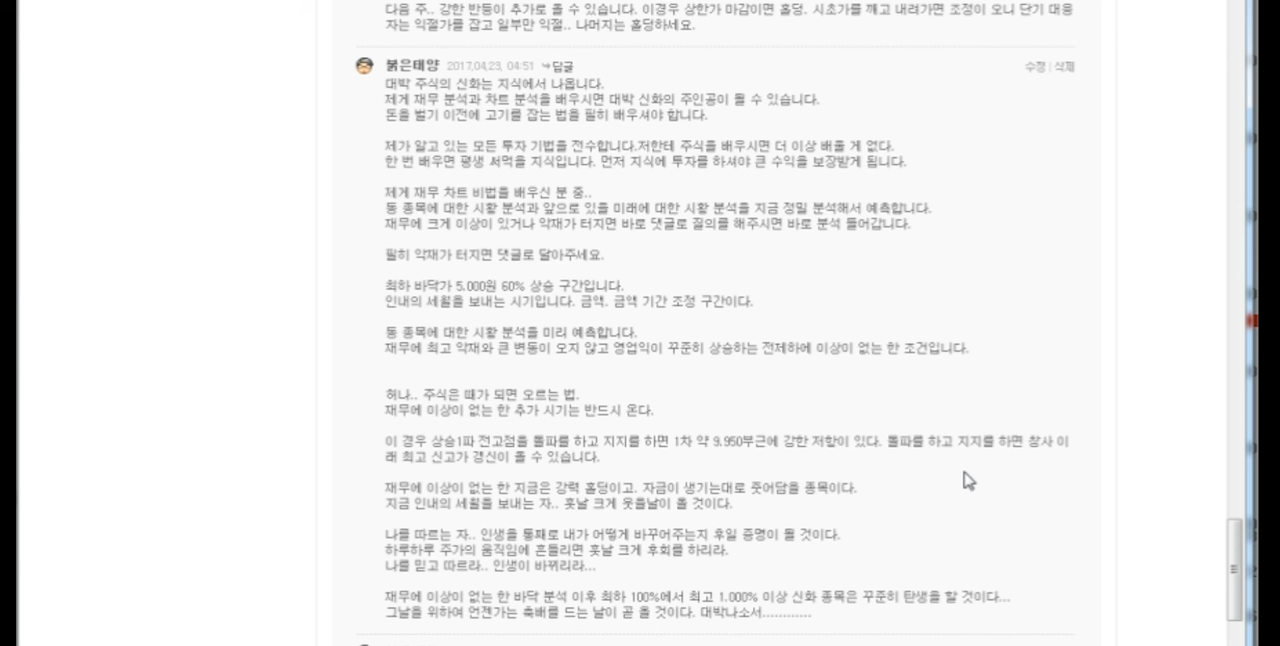 다음 주.. 강한 반등이 추가로 올 수 있습니다. 이경우 상한가 마감이면 홀딩. 시초가를 깨고 내려가면 조정이 오니 단기 대응
자는 익절가를 잡고 일부만 익절.. 나머지는 홀딩하세요.
붉은태양 2017.04.23. 04:51 답글 수정 | 삭제
대박 주식의 신화는 지식에서 나옵니다.
제게 재무 분석과 차트 분석을 배우시면 대박 신화의 주인공이 될 수 있습니다.
돈을 벌기 이전에 고기를 잡는 법을 필히 배우셔야 합니다.
제가 알고 있는 모든 투자 기법을 전수합니다.저한테 주식을 배우시면 더 이상 배울 게 없다.
한 번 배우면 평생 써먹을 지식입니다. 먼저 지식에 투자를 하셔야 큰 수익을 보장받게 됩니다.
제게 재무 차트 비법을 배우신 분 중..
동 종목에 대한 시황 분석과 앞으로 있을 미래에 대한 시황 분석을 지금 정밀 분석해서 예측합니다.
재무에 크게 이상이 있거나 악재가 터지면 바로 댓글로 질의를 해주시면 바로 분석 들어갑니다.
필히 악재가 터지면 댓글로 달아주세요.
최하 바닥가 5.000원 60% 상승 구간입니다.
인내의 세월을 보내는 시기입니다. 금액. 금액 기간 조정 구간이다.
동 종목에 대한 시황 분석을 미리 예측합니다.
재무에 최고 악재와 큰 변동이 오지 않고 영업익이 꾸준히 상승하는 전제하에 이상이 없는 한 조건입니다.
허나.. 주식은 때가 되면 오르는 법.
재무에 이상이 없는 한 추가 시기는 반드시 온다.
이 경우 상승1파 전고점을 돌파를 하고 지지를 하면 1차 약 9.950부근에 강한 저항이 있다. 돌파를 하고 지지를 하면 창사 이
래 최고 신고가 갱신이 올 수 있습니다.
재무에 이상이 없는 한 지금은 강력 홀딩이고. 자금이 생기는대로 줏어담을 종목이다.
지금 인내의 세월를 보내는 자.. 훗날 크게 웃을날이 올 것이다.
나를 따르는 자.. 인생을 통째로 내가 어떻게 바꾸어주는지 후일 증명이 될 것이다.
하루하루 주가의 움직임에 흔들리면 훗날 크게 후회를 하리라.
나를 믿고 따르라.. 인생이 바뀌리라...
재무에 이상이 없는 한 바닥 분석 이후 최하 100%에서 최고 1.000% 이상 신화 종목은 꾸준히 탄생을 할 것이다...
그날을 위하여 언젠가는 축배를 드는 날이 곧 올 것이다. 대박나소서............